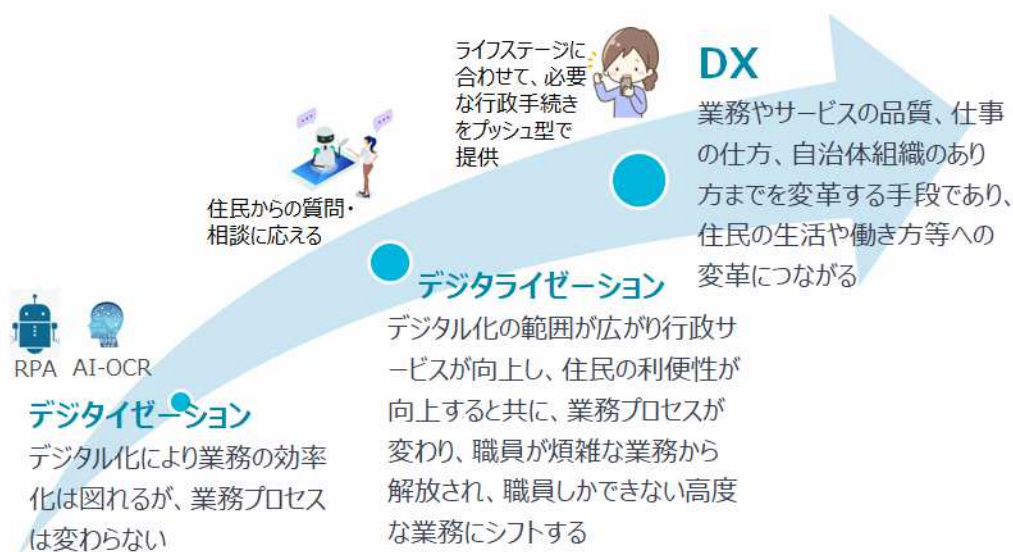 RPA AI-OCR
デジタイゼーション
デジタル化により業務の効率
化は図れるが、業務プロセス
は変わらない
住民からの質問・
相談に応える
デジタライゼーション
デジタル化の範囲が広がり行政サ
ービスが向上し、住民の利便性が
向上すると共に、業務プロセスが
変わり、職員が煩雑な業務から
解放され、職員しかできない高度
な業務にシフトする
ライフステージに
合わせて、必要
な行政手続き
をプッシュ型で
提供
DX
業務やサービスの品質、仕事
の仕方、自治体組織のあり
方までを変革する手段であり、
住民の生活や働き方等への
変革につながる